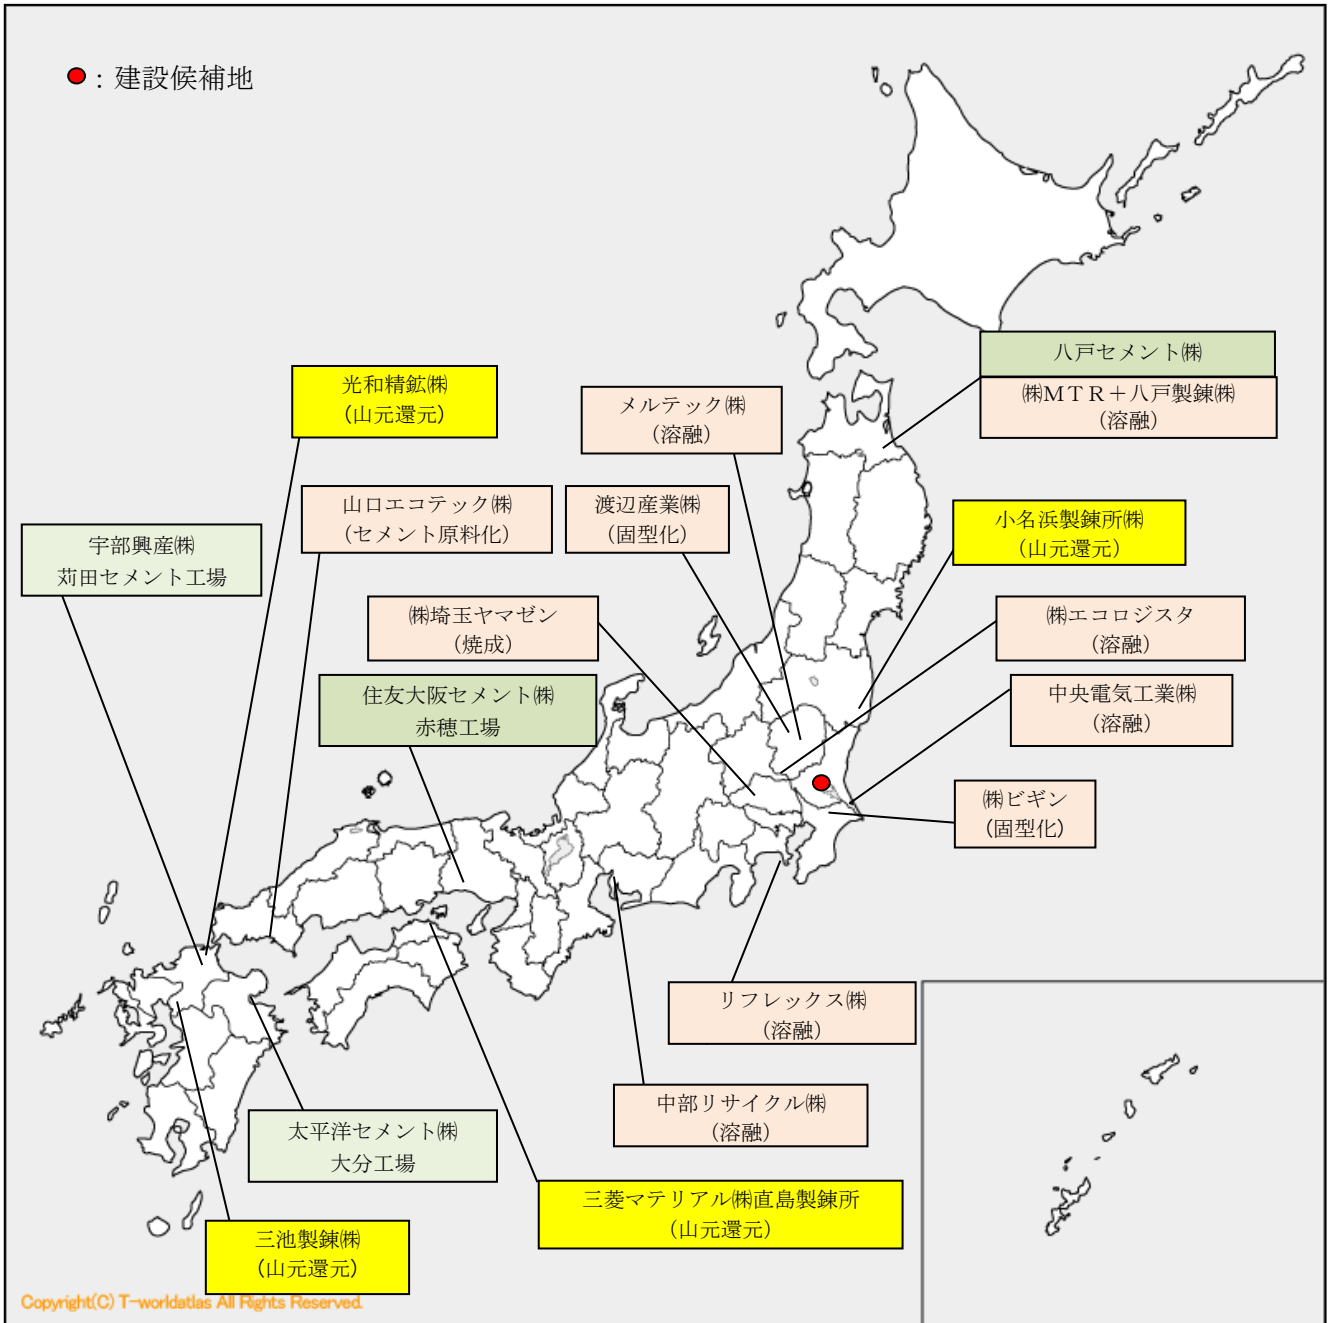 ：建設候補地
八戸セメント㈱
㈱ＭＴＲ＋八戸製錬㈱
（溶融）
光和精鉱㈱
（山元還元）
メルテック㈱
（溶融）
山口エコテック㈱
（セメント原料化）
渡辺産業㈱
（固型化）
小名浜製錬所㈱
（山元還元）
宇部興産㈱
苅田セメント工場
㈱埼玉ヤマゼン
（焼成）
㈱エコロジスタ
（溶融）
住友大阪セメント㈱
赤穂工場
中央電気工業㈱
（溶融）
㈱ビギン
（固型化）
リフレックス㈱
（溶融）
中部リサイクル㈱
（溶融）
太平洋セメント㈱
大分工場
三菱マテリアル㈱直島製錬所
（山元還元）
三池製錬㈱
（山元還元）
Copyright(C) T-worldatlas All Rights Reserved.